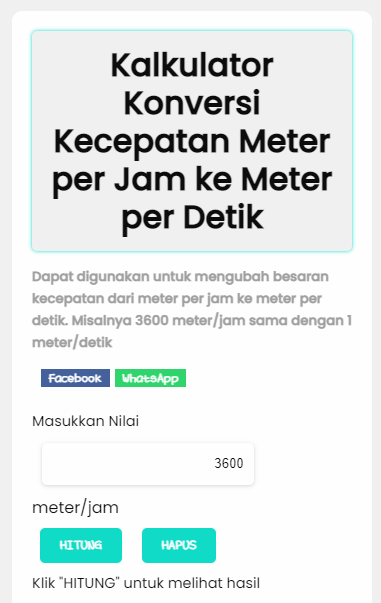 Kalkulator
Konversi
Kecepatan Meter
per Jam ke Meter
per Detik
Dapat digunakan untuk mengubah besaran
kecepatan dari meter per jam ke meter per
detik. Misalnya 3600 meter/jam sama dengan 1
meter/detik
Facebook WhatsApp
Masukkan Nilai
3600
meter/jam
HITUNG HAPUS
Klik "HITUNG" untuk melihat hasil